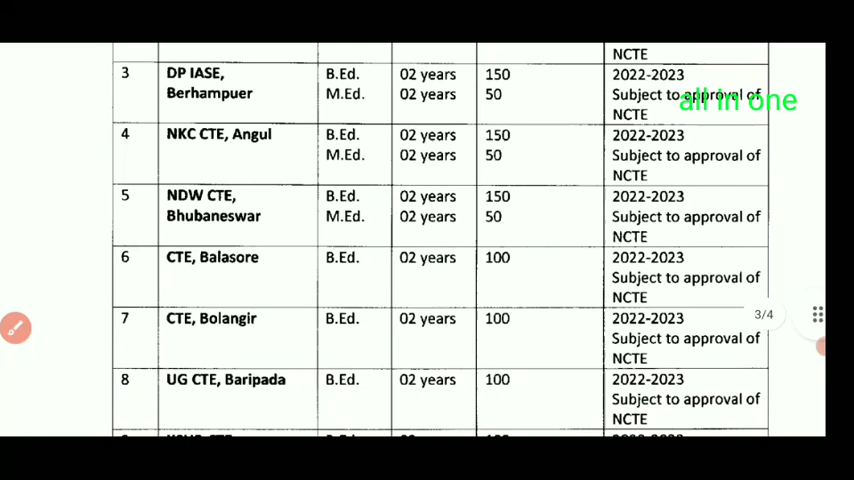 NCTE
3 DP IASE, B.Ed. 02 years 150 2022-2023
Berhampuer M.Ed. 02 years 50 Subject to approval of
NCTE
all in one
4 NKC CTE, Angul B.Ed. 02 years 150 2022-2023
M.Ed. 02 years 50 Subject to approval of
NCTE
5 NDW CTE, B.Ed. 02 years 150 2022-2023
Bhubaneswar M.Ed. 02 years 50 Subject to approval of
NCTE
6 CTE, Balasore B.Ed. 02 years 100 2022-2023
Subject to approval of
NCTE
7 CTE, Bolangir B.Ed. 02 years 100 2022-2023
Subject to approval of
NCTE
3/4
8 UG CTE, Baripada B.Ed. 02 years 100 2022-2023
Subject to approval of
NCTE